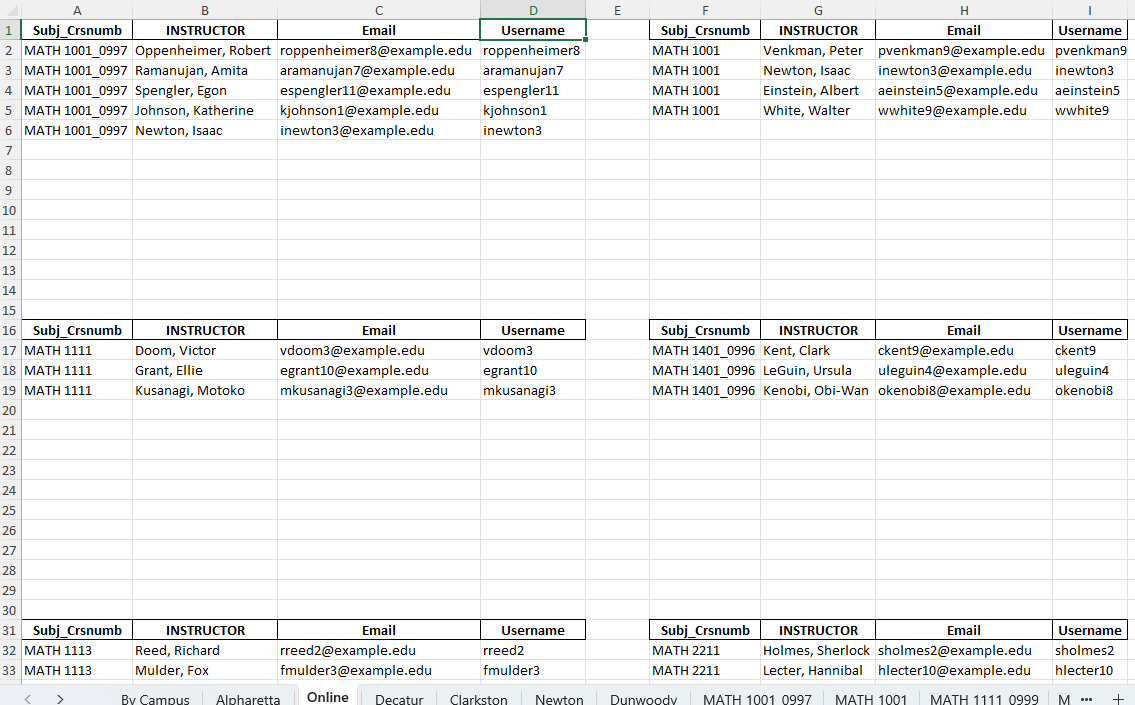 A B C D E F G H I
1 Subj_Crsnumb INSTRUCTOR Email Username Subj_Crsnumb INSTRUCTOR Email Username
2 MATH 1001_0997 Oppenheimer, Robert roppenheimer8@example.edu roppenheimer8 MATH 1001 Venkman, Peter pvenkman9@example.edu pvenkman9
3 MATH 1001_0997 Ramanujan, Amita aramanujan7@example.edu aramanujan7 MATH 1001 Newton, Isaac inewton3@example.edu inewton3
4 MATH 1001_0997 Spengler, Egon espengler11@example.edu espengler11 MATH 1001 Einstein, Albert aeinstein5@example.edu aeinstein5
5 MATH 1001_0997 Johnson, Katherine kjohnson1@example.edu kjohnson1 MATH 1001 White, Walter wwhite9@example.edu wwhite9
6 MATH 1001_0997 Newton, Isaac inewton3@example.edu inewton3
7
8
9
10
11
12
13
14
15
16 Subj_Crsnumb INSTRUCTOR Email Username Subj_Crsnumb INSTRUCTOR Email Username
17 MATH 1111 Doom, Victor vdoom3@example.edu vdoom3 MATH 1401_0996 Kent, Clark ckent9@example.edu ckent9
18 MATH 1111 Grant, Ellie egrant10@example.edu egrant10 MATH 1401_0996 LeGuin, Ursula uleguin4@example.edu uleguin4
19 MATH 1111 Kusanagi, Motoko mkusanagi3@example.edu mkusanagi3 MATH 1401_0996 Kenobi, Obi-Wan okenobi8@example.edu okenobi8
20
21
22
23
24
25
26
27
28
29
30
31 Subj_Crsnumb INSTRUCTOR Email Username Subj_Crsnumb INSTRUCTOR Email Username
32 MATH 1113 Reed, Richard rreed2@example.edu rreed2 MATH 2211 Holmes, Sherlock sholmes2@example.edu sholmes2
33 MATH 1113 Mulder, Fox fmulder3@example.edu fmulder3 MATH 2211 Lecter, Hannibal hlecter10@example.edu hlecter10
By Campus Alpharetta Online Decatur Clarkston Newton Dunwoody MATH 1001_0997 MATH 1001 MATH 1111_0999 M ··· +